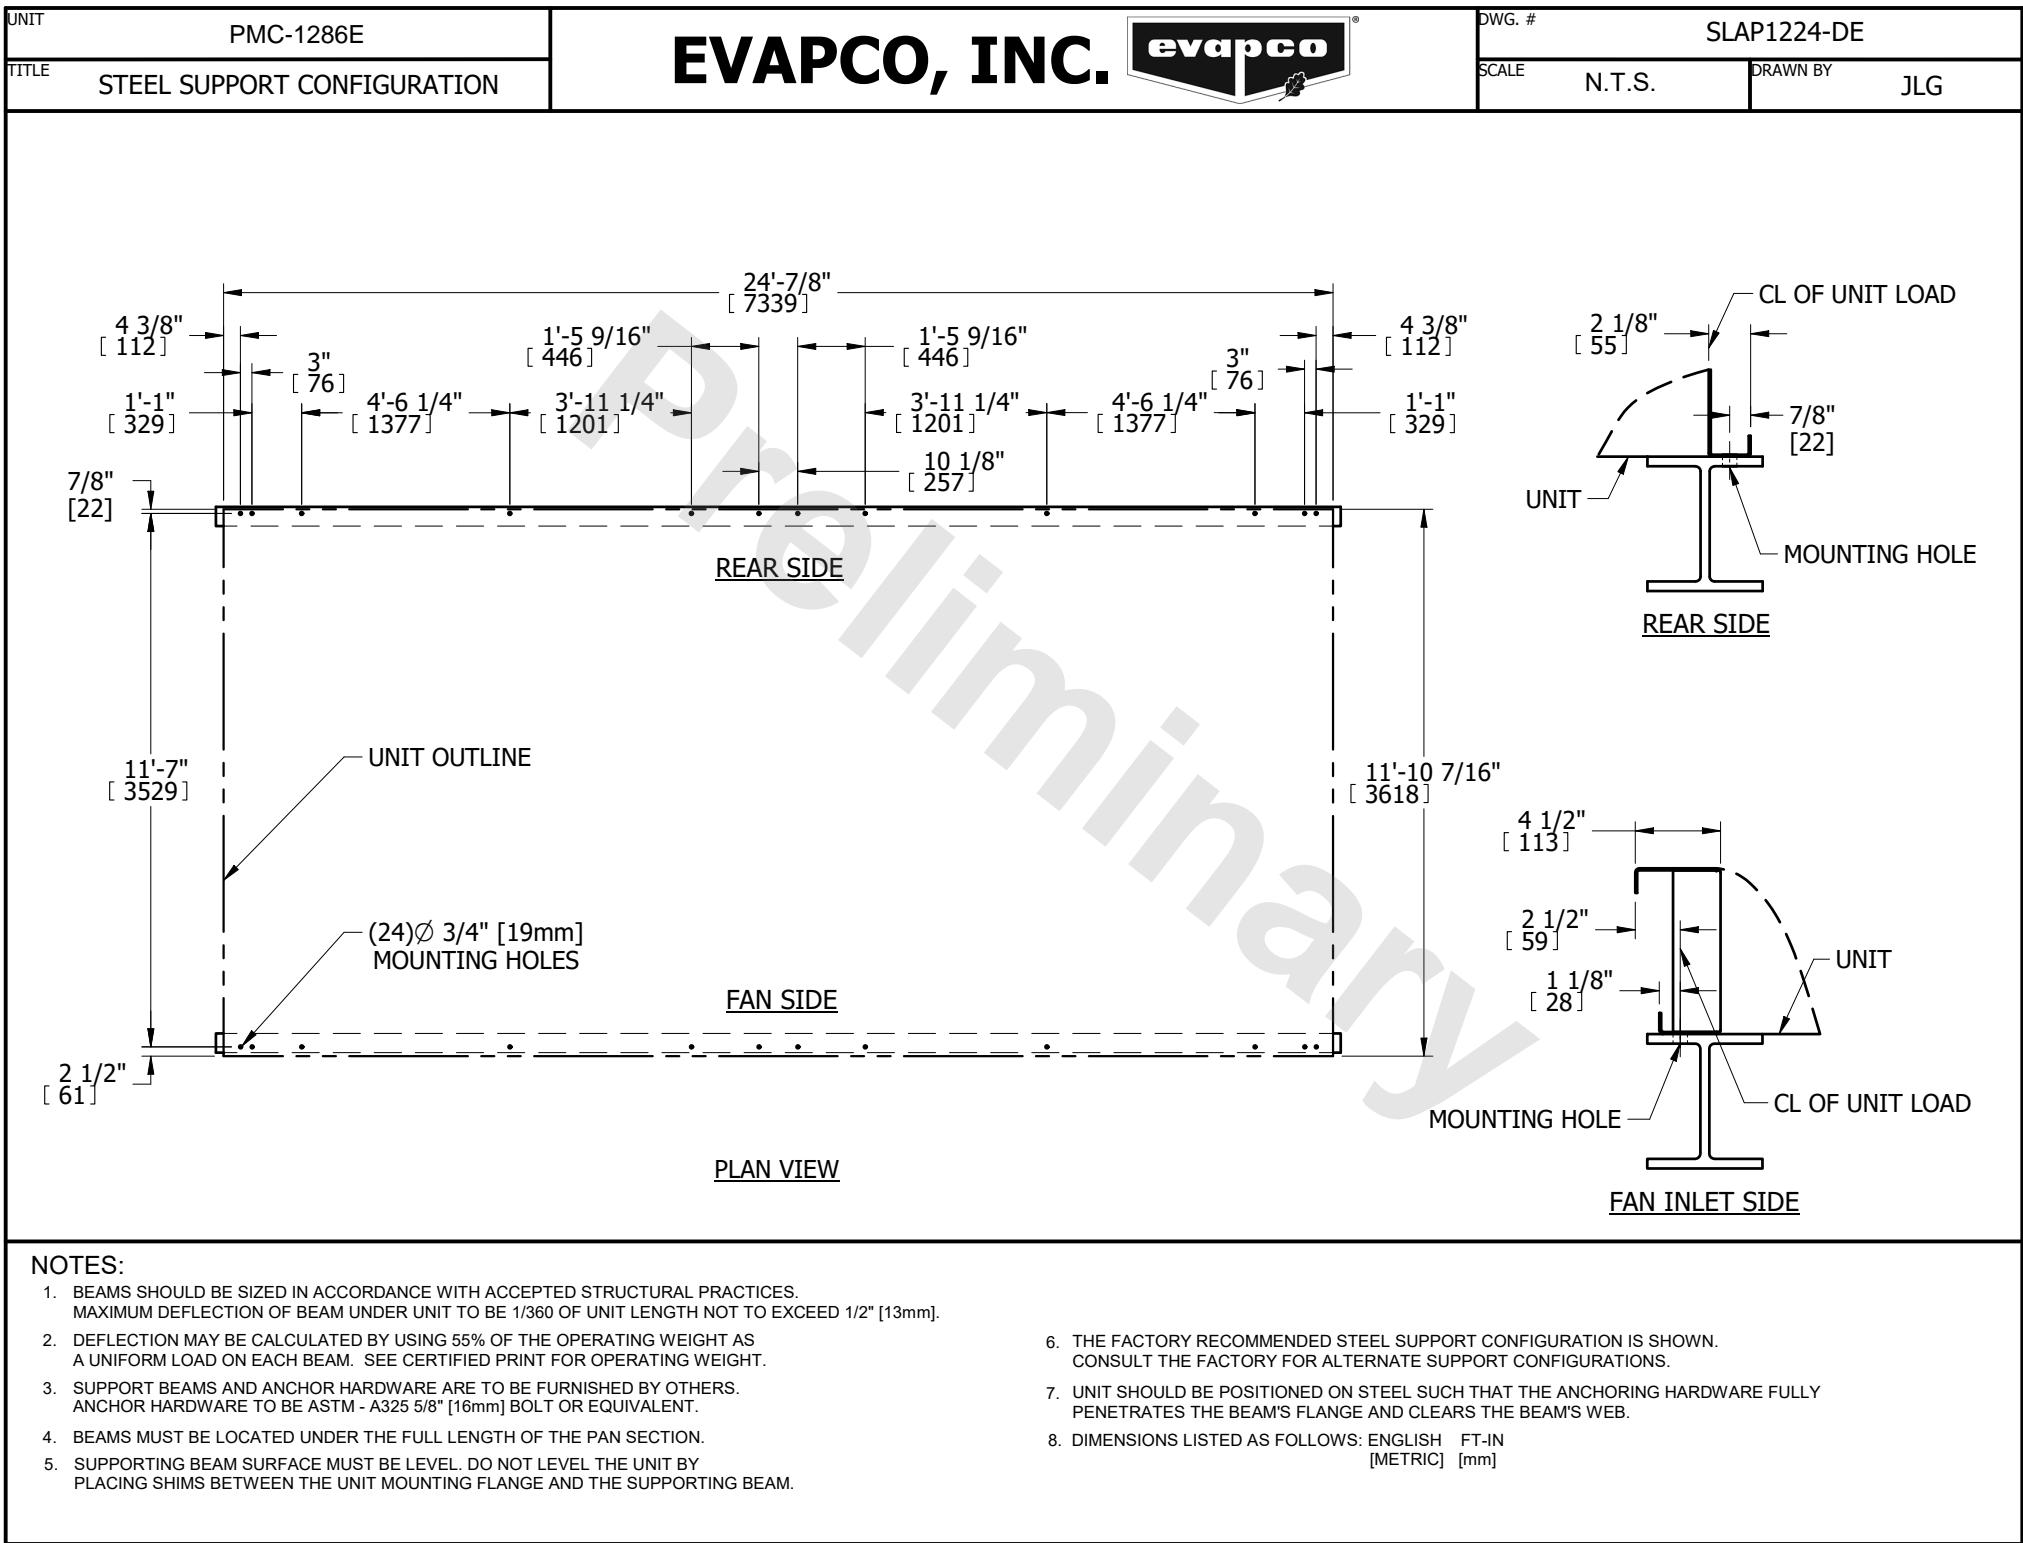 UNIT
PMC-1286E
TITLE
STEEL SUPPORT CONFIGURATION
EVAPCO, INC.
evapco
®
DWG. #
SLAP1224-DE
SCALE
N.T.S.
DRAWN BY
JLG
24'-7/8"
[ 7339]
4 3/8"
[ 112]
3"
[ 76]
1'-5 9/16"
[ 446]
1'-5 9/16"
[ 446]
3"
[ 76]
4 3/8"
[ 112]
1'-1"
[ 329]
4'-6 1/4"
[ 1377]
3'-11 1/4"
[ 1201]
3'-11 1/4"
[ 1201]
4'-6 1/4"
[ 1377]
1'-1"
[ 329]
10 1/8"
[ 257]
7/8"
[22]
REAR SIDE
UNIT OUTLINE
11'-7"
[ 3529]
11'-10 7/16"
[ 3618]
(24)Ø 3/4" [19mm]
MOUNTING HOLES
FAN SIDE
2 1/2"
[ 61]
PLAN VIEW
Preliminary
CL OF UNIT LOAD
2 1/8"
[ 55]
7/8"
[22]
UNIT
MOUNTING HOLE
REAR SIDE
4 1/2"
[ 113]
2 1/2"
[ 59]
1 1/8"
[ 28]
UNIT
CL OF UNIT LOAD
MOUNTING HOLE
FAN INLET SIDE
NOTES:
1. BEAMS SHOULD BE SIZED IN ACCORDANCE WITH ACCEPTED STRUCTURAL PRACTICES.
MAXIMUM DEFLECTION OF BEAM UNDER UNIT TO BE 1/360 OF UNIT LENGTH NOT TO EXCEED 1/2" [13mm].
2. DEFLECTION MAY BE CALCULATED BY USING 55% OF THE OPERATING WEIGHT AS
A UNIFORM LOAD ON EACH BEAM. SEE CERTIFIED PRINT FOR OPERATING WEIGHT.
3. SUPPORT BEAMS AND ANCHOR HARDWARE ARE TO BE FURNISHED BY OTHERS.
ANCHOR HARDWARE TO BE ASTM - A325 5/8" [16mm] BOLT OR EQUIVALENT.
4. BEAMS MUST BE LOCATED UNDER THE FULL LENGTH OF THE PAN SECTION.
5. SUPPORTING BEAM SURFACE MUST BE LEVEL. DO NOT LEVEL THE UNIT BY
PLACING SHIMS BETWEEN THE UNIT MOUNTING FLANGE AND THE SUPPORTING BEAM.
6. THE FACTORY RECOMMENDED STEEL SUPPORT CONFIGURATION IS SHOWN.
CONSULT THE FACTORY FOR ALTERNATE SUPPORT CONFIGURATIONS.
7. UNIT SHOULD BE POSITIONED ON STEEL SUCH THAT THE ANCHORING HARDWARE FULLY
PENETRATES THE BEAM'S FLANGE AND CLEARS THE BEAM'S WEB.
8. DIMENSIONS LISTED AS FOLLOWS: ENGLISH FT-IN
[METRIC] [mm]